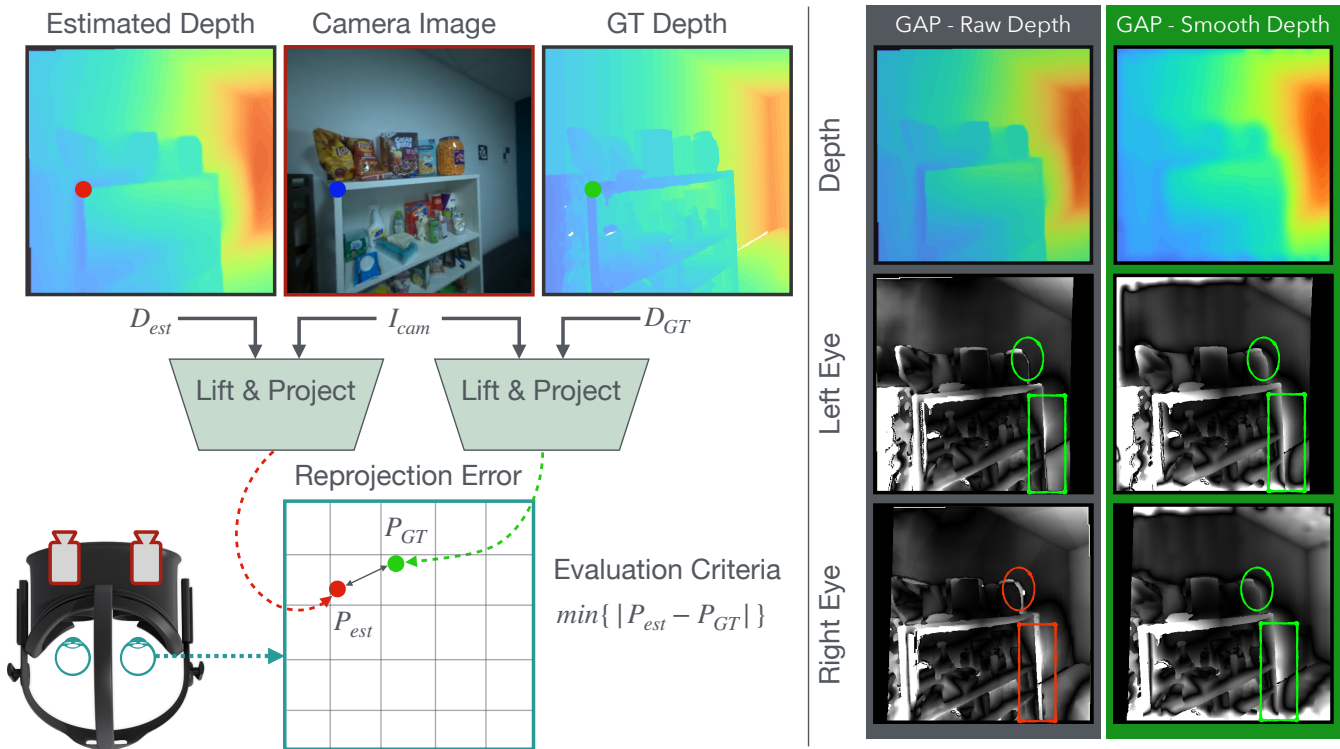 Estimated Depth
Camera Image
GT Depth
D_est
I_cam
D_GT
Lift & Project
Lift & Project
Reprojection Error
P_GT
P_est
Evaluation Criteria
min{ |P_est − P_GT| }
GAP - Raw Depth
GAP - Smooth Depth
Depth
Left Eye
Right Eye